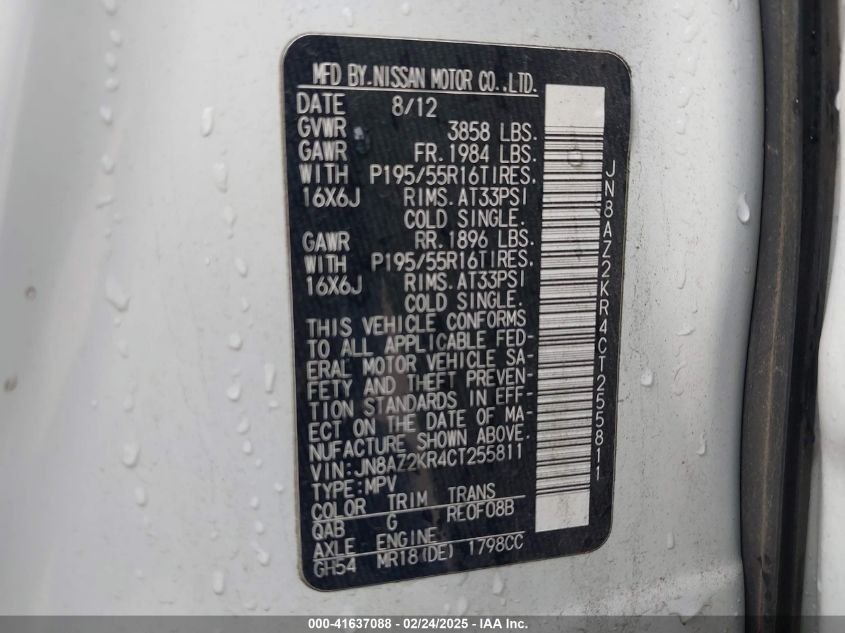 MFD BY.NISSAN MOTOR CO.,LTD.
DATE 8/12
GVWR 3858 LBS.
GAWR FR.1984 LBS.
WITH P195/55R16TIRES.
16X6J RIMS.AT33PSI
COLD SINGLE.
GAWR RR.1896 LBS.
WITH P195/55R16TIRES.
16X6J RIMS.AT33PSI
COLD SINGLE.
THIS VEHICLE CONFORMS
TO ALL APPLICABLE FED-
ERAL MOTOR VEHICLE SA-
FETY AND THEFT PREVEN-
TION STANDARDS IN EFF-
ECT ON THE DATE OF MA-
NUFACTURE SHOWN ABOVE.
VIN:JN8AZ2KR4CT255811
TYPE:MPV
COLOR TRIM TRANS
QAB G RE0F08B
AXLE ENGINE
GH54 MR18(DE) 1798CC
JN8AZ2KR4CT255811
000-41637088 - 02/24/2025 - IAA Inc.